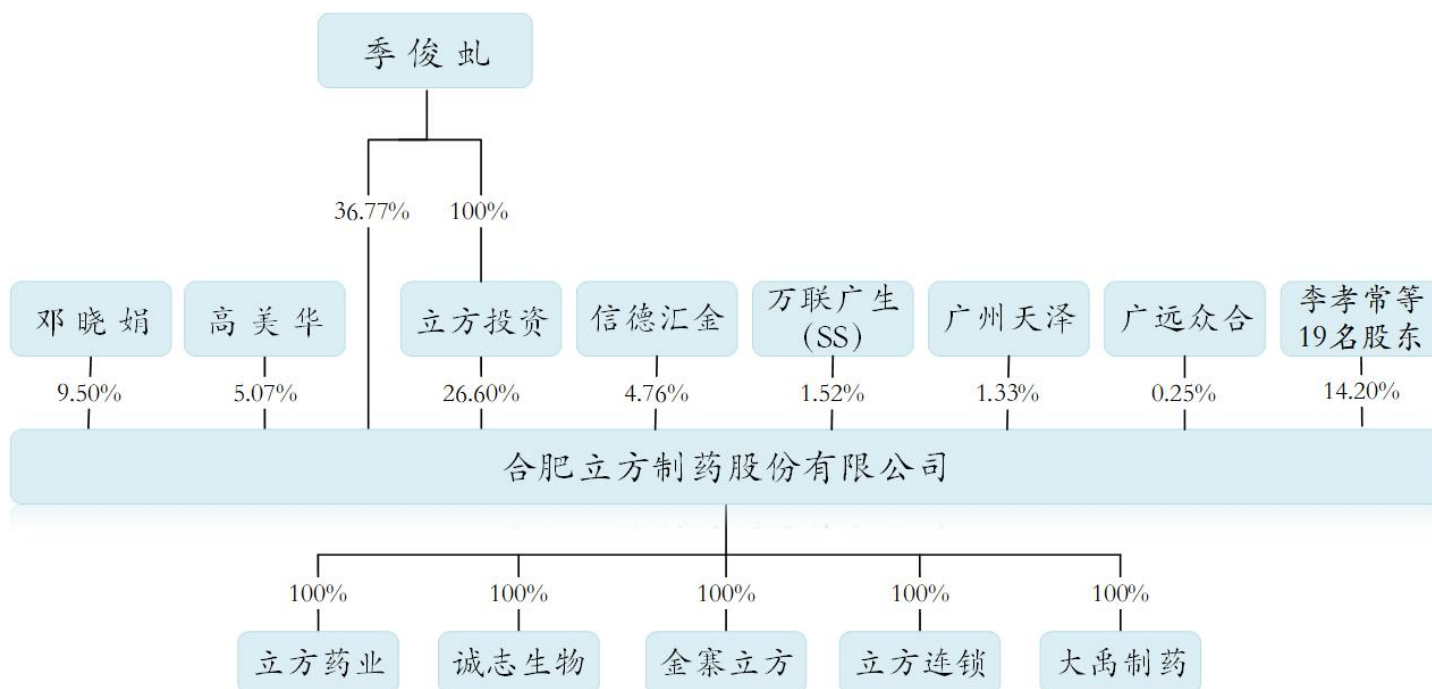 季俊虬
36.77%
100%
邓晓娟
高美华
立方投资
信德汇金
万联广生
(SS)
广州天泽
广远众合
李孝常等
19名股东
9.50%
5.07%
26.60%
4.76%
1.52%
1.33%
0.25%
14.20%
合肥立方制药股份有限公司
100%
100%
100%
100%
100%
立方药业
诚志生物
金寨立方
立方连锁
大禹制药